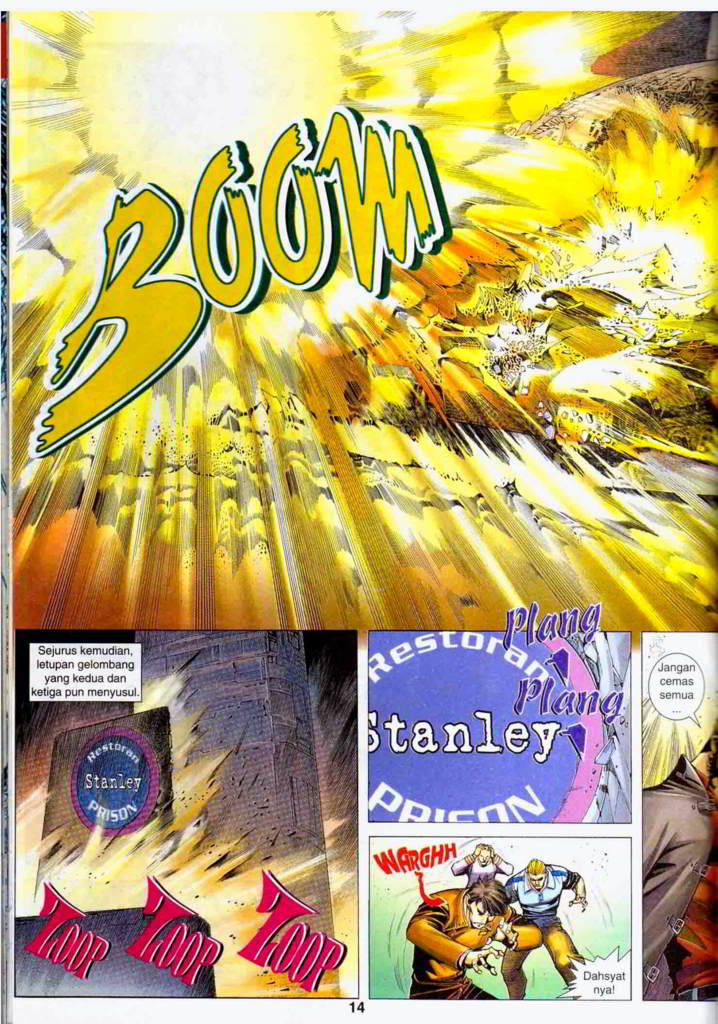 BOOM
Sejurus kemudian,
letupan gelombang
yang kedua dan
ketiga pun menyusul.
Restoran
Stanley
PRISON
ZOOP
ZOOP
ZOOP
Plang
Plang
Restoran
Stanley
PRISON
Jangan
cemas
semua
...
WARGHH
Dahsyat
nya!
14